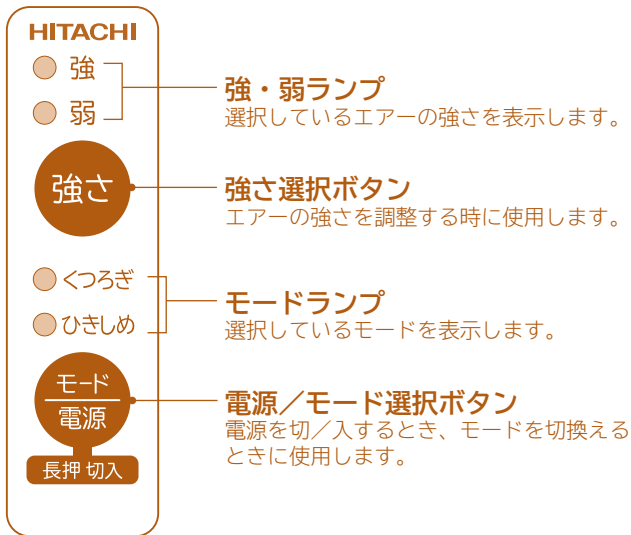 HITACHI
強
弱
強・弱ランプ
選択しているエアーの強さを表示します。
強さ
強さ選択ボタン
エアーの強さを調整する時に使用します。
くつろぎ
ひきしめ
モードランプ
選択しているモードを表示します。
モード
電源
長押 切入
電源／モード選択ボタン
電源を切／入するとき、モードを切換える
ときに使用します。